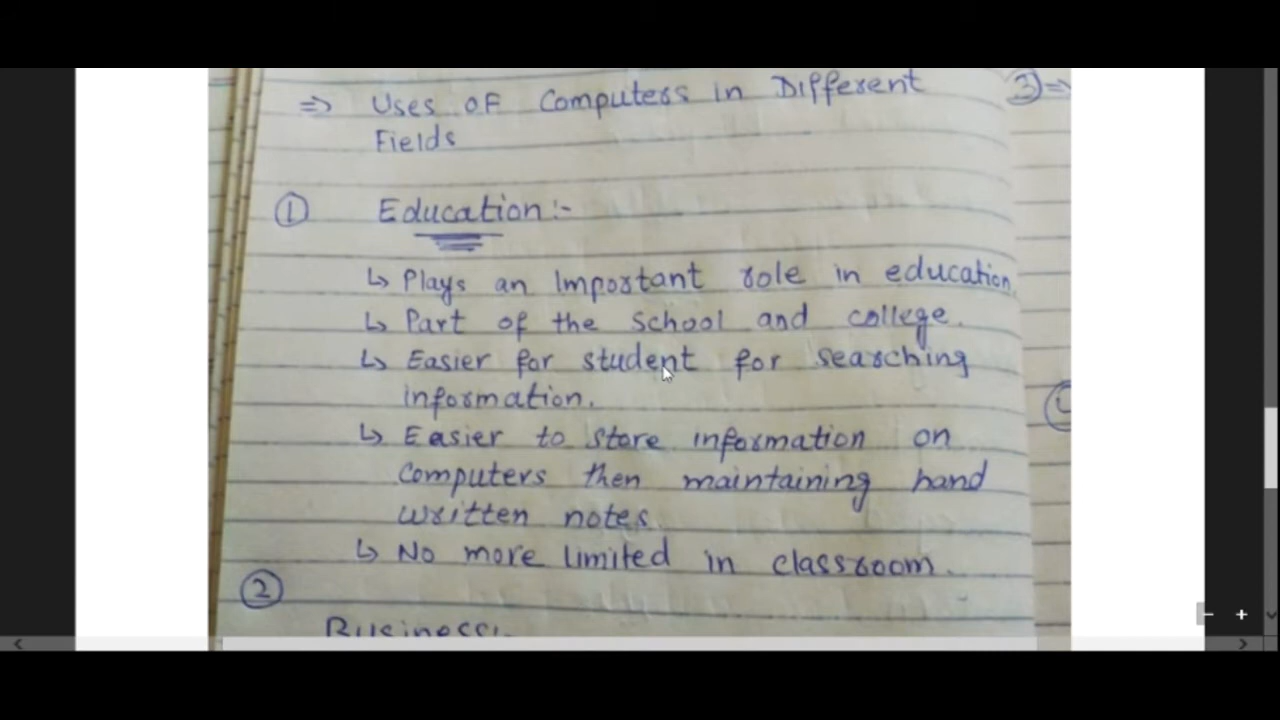 ⇒ Uses of Computers in Different
Fields
① Education :-
↳ Plays an Important role in education.
↳ Part of the school and college.
↳ Easier for student for searching
information.
↳ Easier to store information on
computers then maintaining hand
written notes.
↳ No more limited in classroom.
②
Business:
③ ⇒